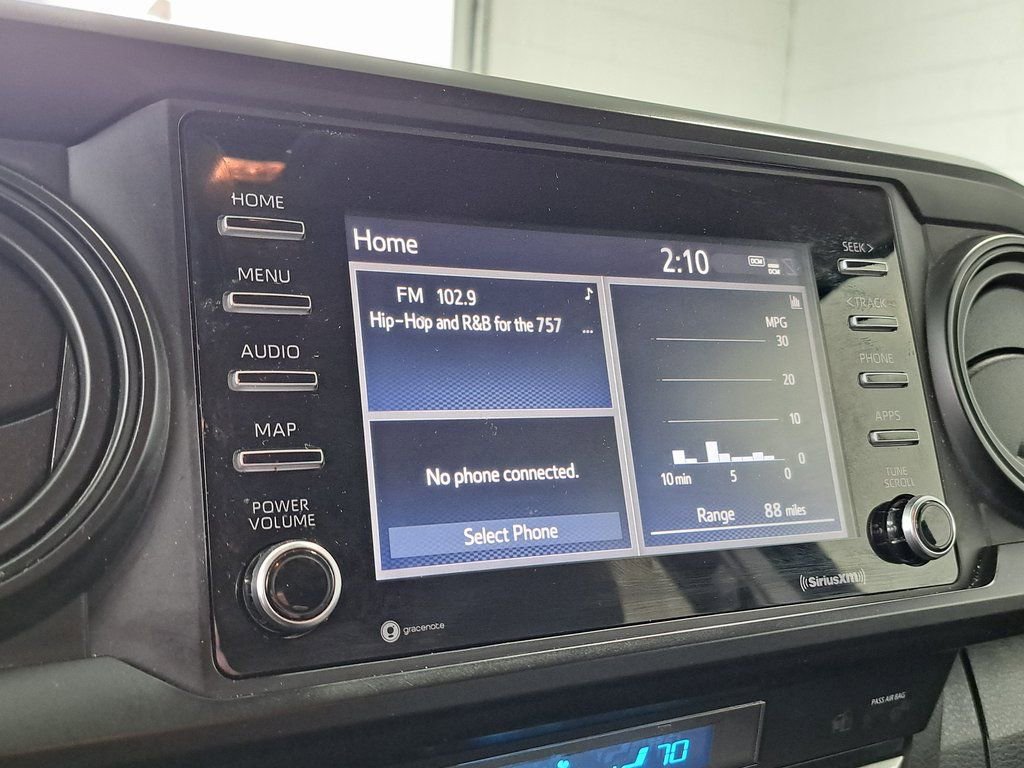 HOME
MENU
AUDIO
MAP
POWER
VOLUME
Home
2:10
DCM
DCM
FM 102.9
Hip-Hop and R&B for the 757 ...
No phone connected.
Select Phone
MPG
30
20
10
0
10 min 5 0
Range 88 miles
SEEK >
< TRACK
PHONE
APPS
TUNE
SCROLL
gracenote
((SiriusXM))
PASS AIR BAG
70